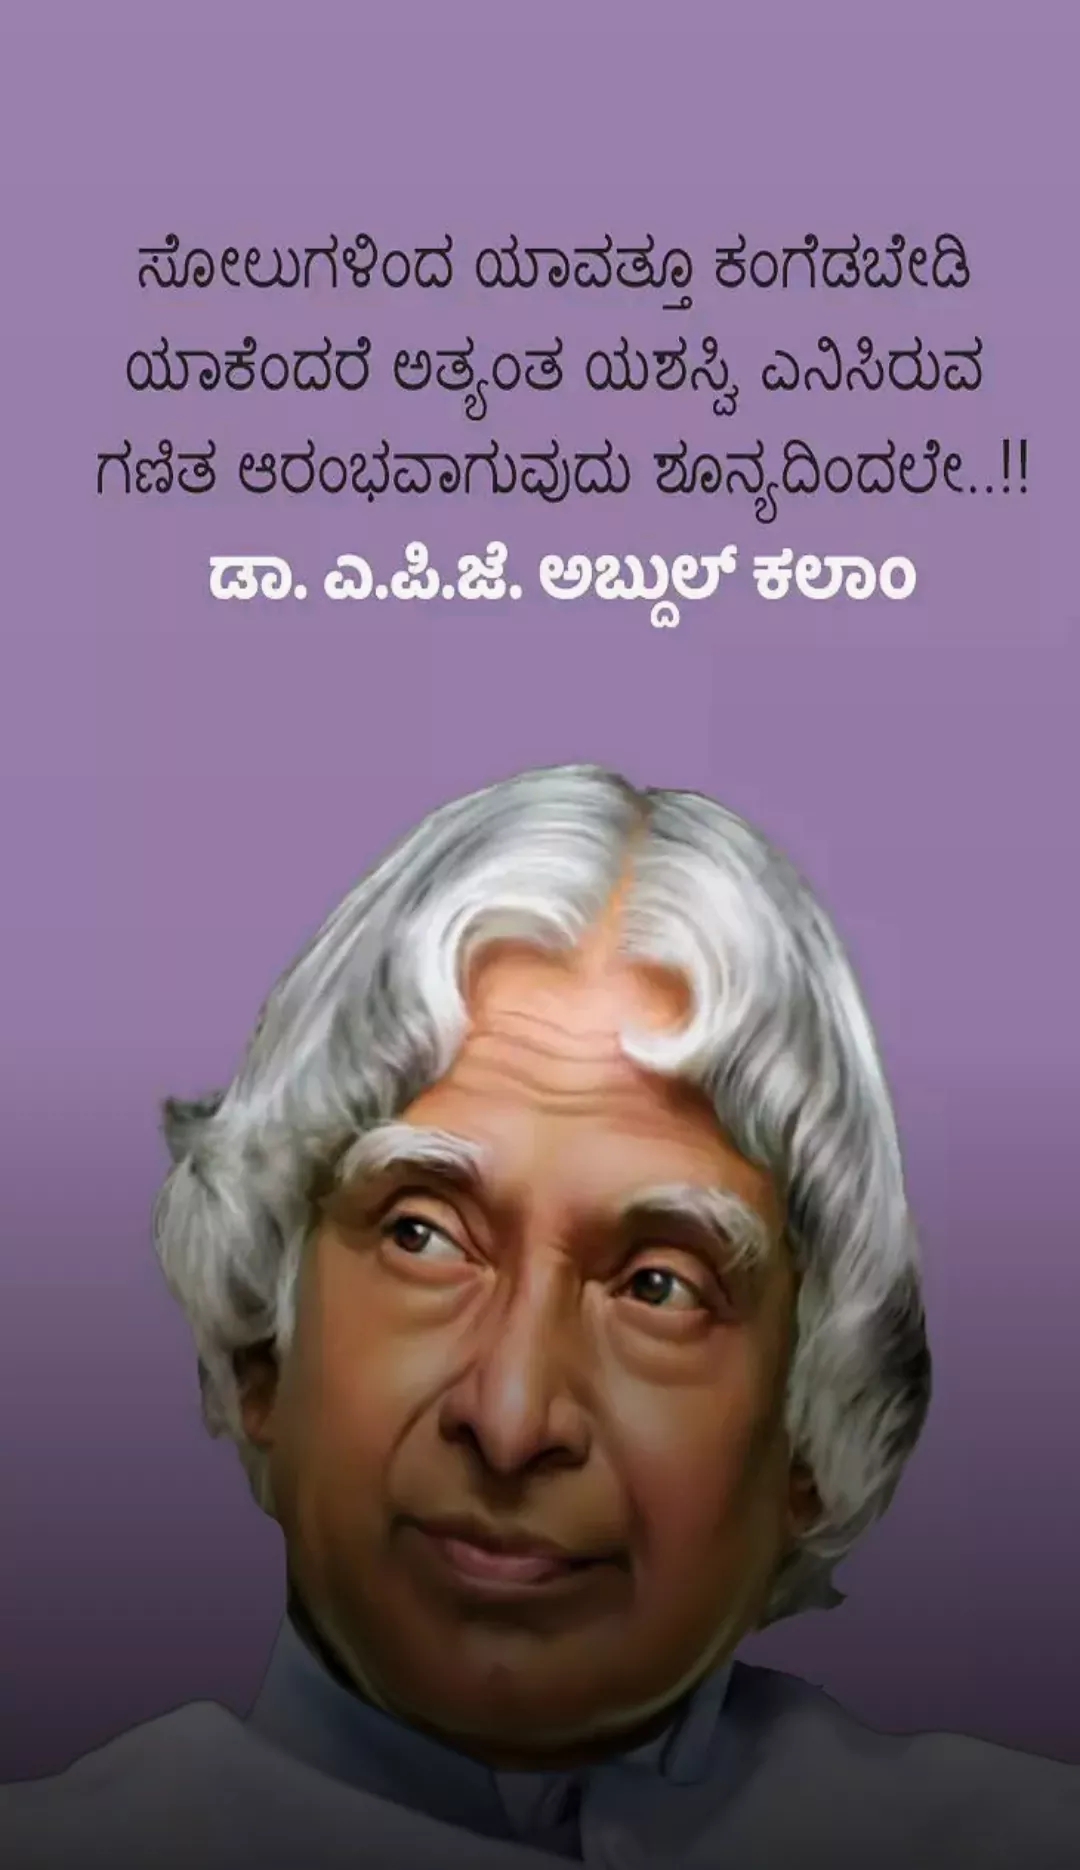 ಸೋಲುಗಳಿಂದ ಯಾವತ್ತೂ ಕಂಗೆಡಬೇಡಿ
ಯಾಕೆಂದರೆ ಅತ್ಯಂತ ಯಶಸ್ವಿ ಎನಿಸಿರುವ
ಗಣಿತ ಆರಂಭವಾಗುವುದು ಶೂನ್ಯದಿಂದಲೇ..!!
ಡಾ. ಎ.ಪಿ.ಜೆ. ಅಬ್ದುಲ್ ಕಲಾಂ